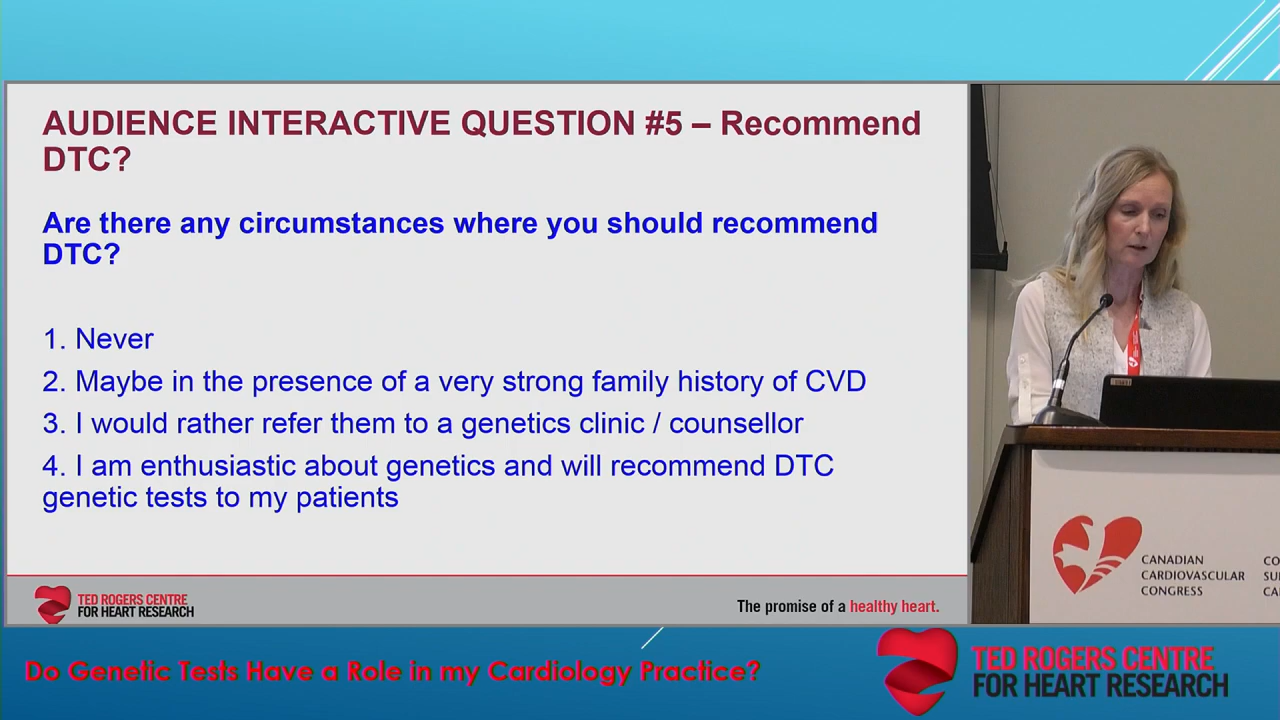 AUDIENCE INTERACTIVE QUESTION #5 – Recommend
DTC?
Are there any circumstances where you should recommend
DTC?
1. Never
2. Maybe in the presence of a very strong family history of CVD
3. I would rather refer them to a genetics clinic / counsellor
4. I am enthusiastic about genetics and will recommend DTC
genetic tests to my patients
TED ROGERS CENTRE
FOR HEART RESEARCH
The promise of a healthy heart.
CANADIAN
CARDIOVASCULAR
CONGRESS
Do Genetic Tests Have a Role in my Cardiology Practice?
TED ROGERS CENTRE
FOR HEART RESEARCH